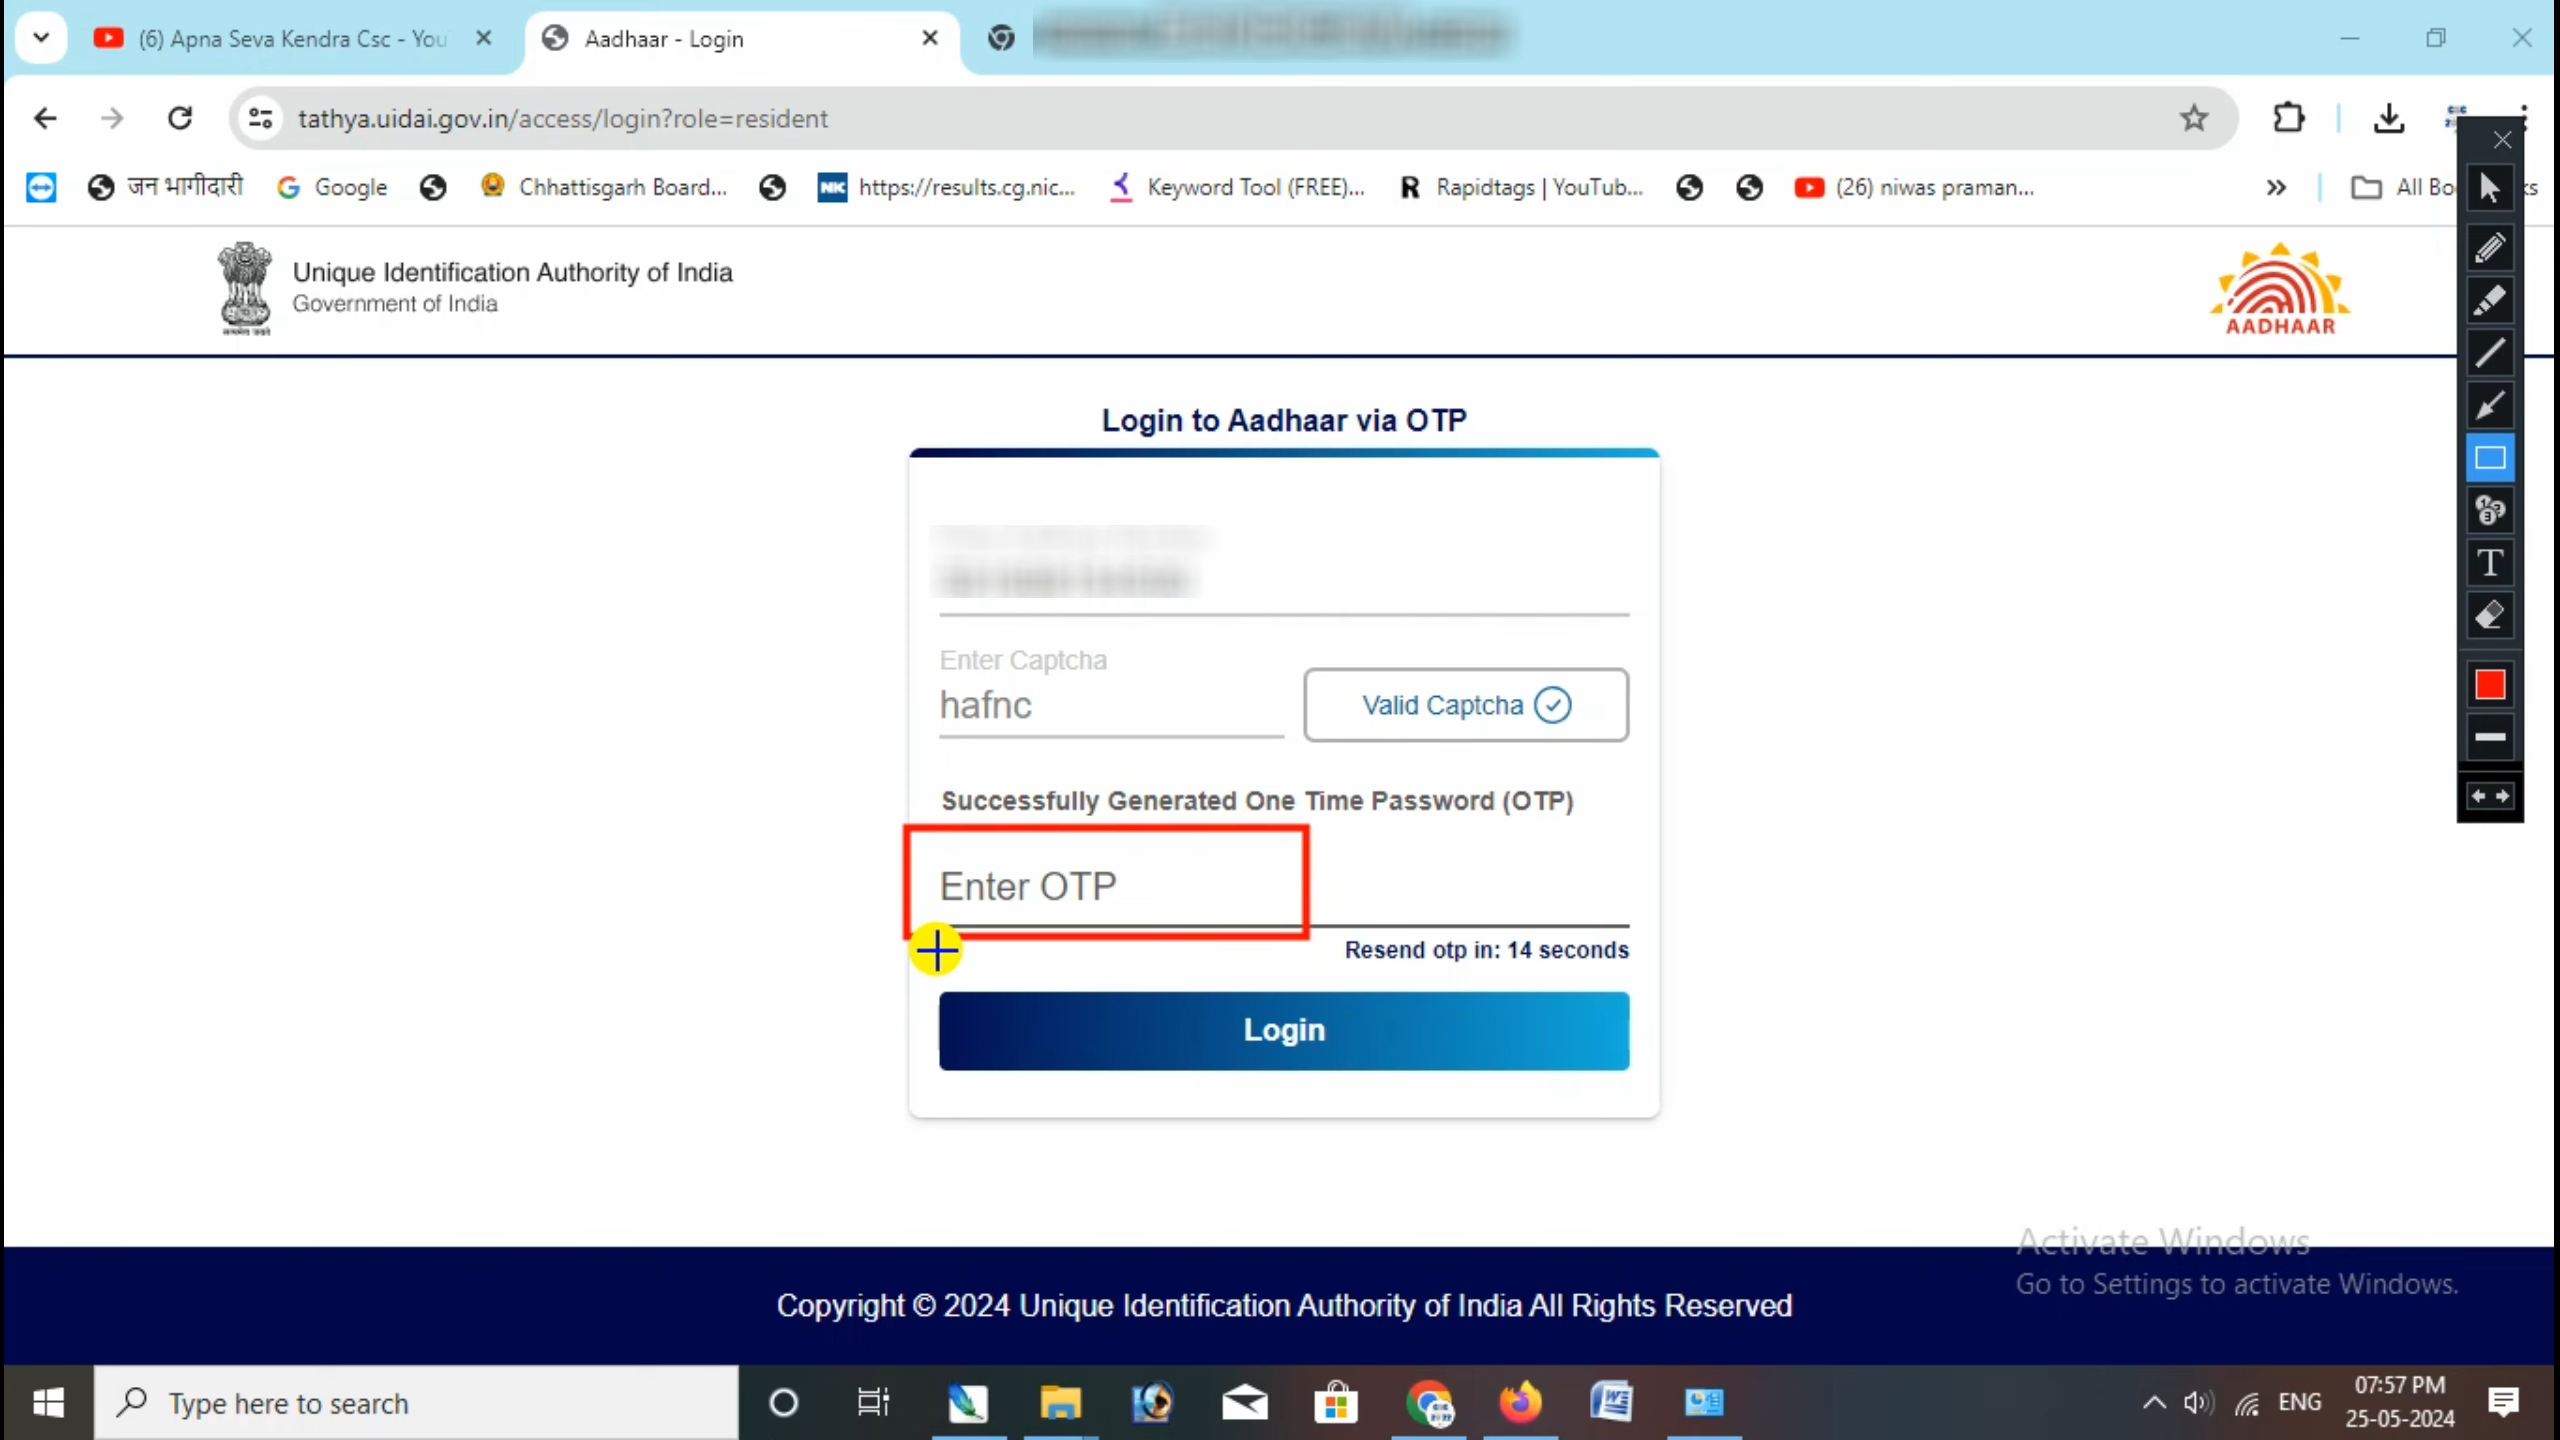 (6) Apna Seva Kendra Csc - You
Aadhaar - Login
tathya.uidai.gov.in/access/login?role=resident
जन भागीदारी
Google
Chhattisgarh Board...
NK
https://results.cg.nic...
Keyword Tool (FREE)...
R
Rapidtags | YouTub...
(26) niwas praman...
All Bo
ks
Unique Identification Authority of India
Government of India
AADHAAR
Login to Aadhaar via OTP
Enter Captcha
hafnc
Valid Captcha
Successfully Generated One Time Password (OTP)
Enter OTP
Resend otp in: 14 seconds
Login
Activate Windows
Go to Settings to activate Windows.
Copyright © 2024 Unique Identification Authority of India All Rights Reserved
Type here to search
ENG
07:57 PM
25-05-2024